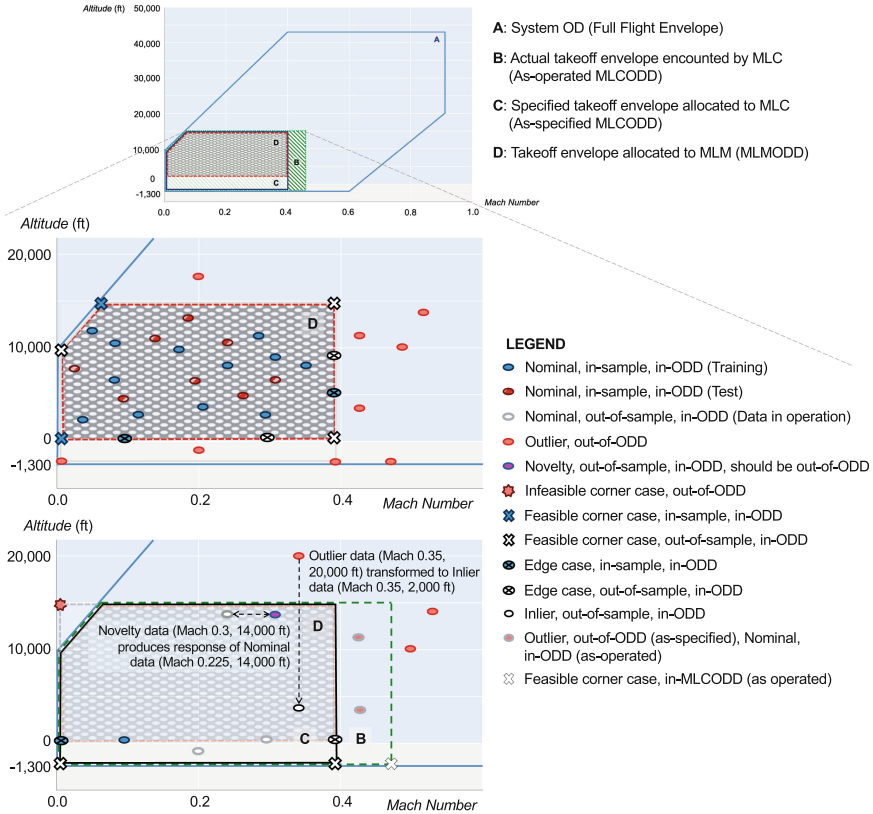 Altitude (ft)
50,000
40,000
30,000
20,000
10,000
0
-1,300
A
D
B
C
0.0
0.2
0.4
0.6
0.8
1.0
Mach Number
A: System OD (Full Flight Envelope)
B: Actual takeoff envelope encounted by MLC
(As-operated MLCODD)
C: Specified takeoff envelope allocated to MLC
(As-specified MLCODD)
D: Takeoff envelope allocated to MLM (MLMODD)
Altitude (ft)
20,000
10,000
0
-1,300
D
0.0
0.2
0.4
Mach Number
LEGEND
Nominal, in-sample, in-ODD (Training)
Nominal, in-sample, in-ODD (Test)
Nominal, out-of-sample, in-ODD (Data in operation)
Outlier, out-of-ODD
Novelty, out-of-sample, in-ODD, should be out-of-ODD
Infeasible corner case, out-of-ODD
Feasible corner case, in-sample, in-ODD
Feasible corner case, out-of-sample, in-ODD
Edge case, in-sample, in-ODD
Edge case, out-of-sample, in-ODD
Inlier, out-of-sample, in-ODD
Outlier, out-of-ODD (as-specified), Nominal,
in-ODD (as-operated)
Feasible corner case, in-MLCODD (as operated)
Altitude (ft)
20,000
10,000
0
-1,300
Outlier data (Mach 0.35,
20,000 ft) transformed to Inlier
data (Mach 0.35, 2,000 ft)
Novelty data (Mach 0.3, 14,000 ft)
produces response of Nominal
data (Mach 0.225, 14,000 ft)
D
C
B
0.0
0.2
0.4
Mach Number